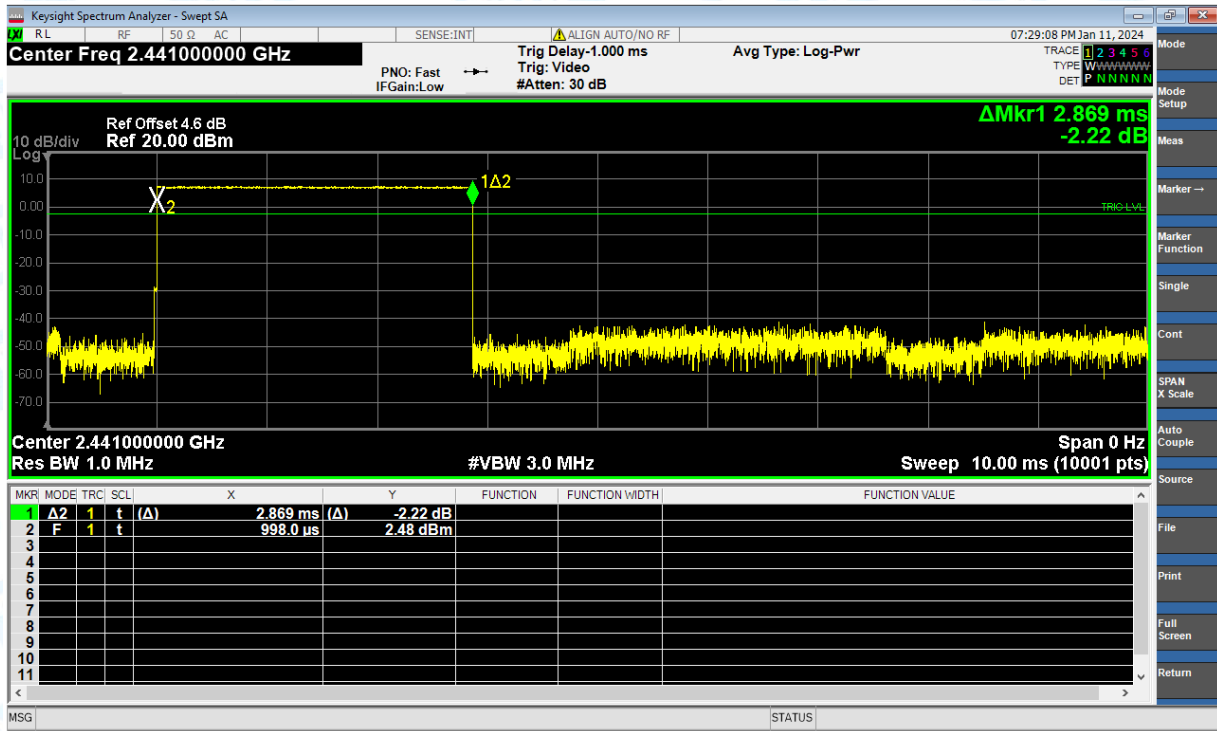 Keysight Spectrum Analyzer - Swept SA
LXI RL RF 50 Ω AC SENSE:INT ALIGN AUTO/NO RF 07:29:08 PM Jan 11, 2024
Center Freq 2.441000000 GHz
PNO: Fast
IFGain:Low
Trig Delay-1.000 ms
Trig: Video
#Atten: 30 dB
Avg Type: Log-Pwr
TRACE 1 2 3 4 5 6
TYPE WWWWWW
DET P N N N N N
ΔMkr1 2.869 ms
-2.22 dB
Ref Offset 4.6 dB
10 dB/div Ref 20.00 dBm
Log
10.0
0.00
-10.0
-20.0
-30.0
-40.0
-50.0
-60.0
-70.0
1Δ2
X2
TRIG LVL
Center 2.441000000 GHz Span 0 Hz
Res BW 1.0 MHz #VBW 3.0 MHz Sweep 10.00 ms (10001 pts)
MKR MODE TRC SCL X Y FUNCTION FUNCTION WIDTH FUNCTION VALUE
1 Δ2 1 t (Δ) 2.869 ms (Δ) -2.22 dB
2 F 1 t 998.0 µs 2.48 dBm
3
4
5
6
7
8
9
10
11
MSG STATUS
Mode
Mode
Setup
Meas
Marker →
Marker
Function
Single
Cont
SPAN
X Scale
Auto
Couple
Source
File
Print
Full
Screen
Return